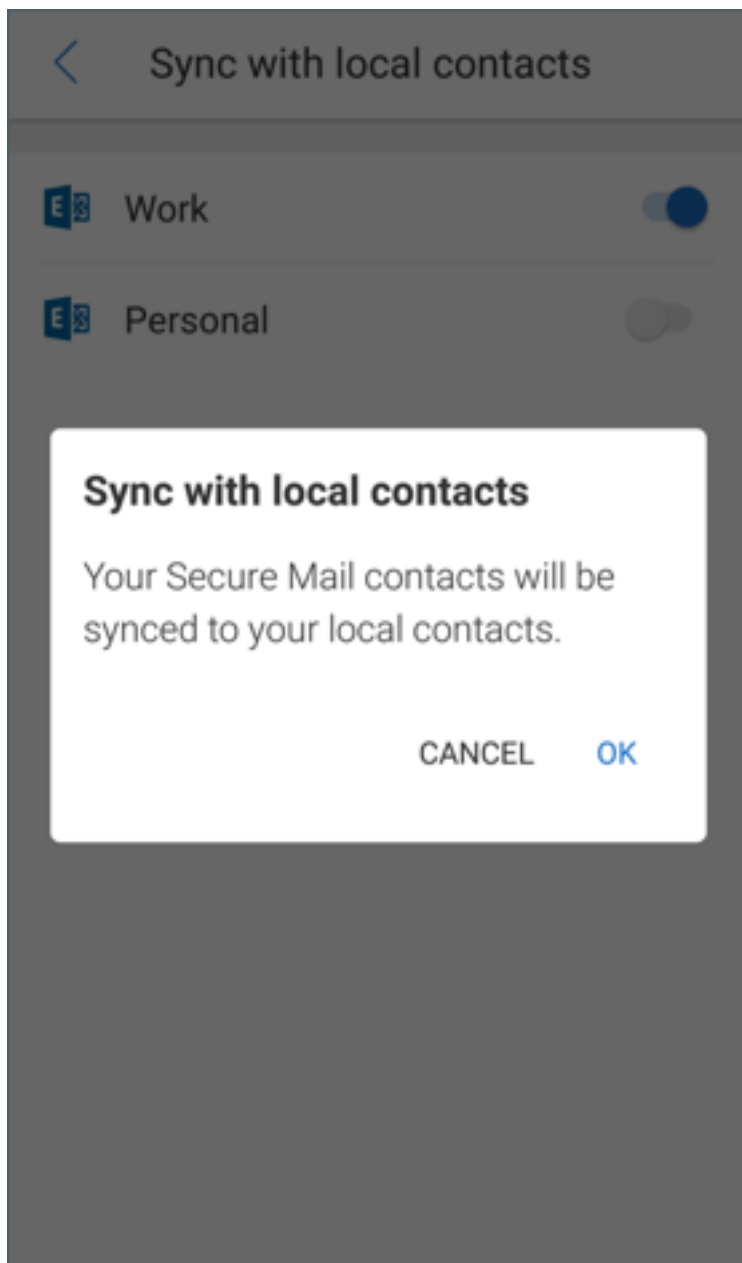 Sync with local contacts
Work
Personal
Sync with local contacts
Your Secure Mail contacts will be
synced to your local contacts.
CANCEL OK